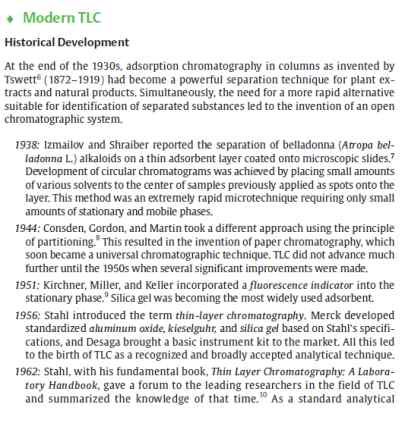 ♦ Modern TLC
Historical Development
At the end of the 1930s, adsorption chromatography in columns as invented by
Tswett⁶ (1872–1919) had become a powerful separation technique for plant ex-
tracts and natural products. Simultaneously, the need for a more rapid alternative
suitable for identification of separated substances led to the invention of an open
chromatographic system.
1938: Izmailov and Shraiber reported the separation of belladonna (Atropa bel-
ladonna L.) alkaloids on a thin adsorbent layer coated onto microscopic slides.⁷
Development of circular chromatograms was achieved by placing small amounts
of various solvents to the center of samples previously applied as spots onto the
layer. This method was an extremely rapid microtechnique requiring only small
amounts of stationary and mobile phases.
1944: Consden, Gordon, and Martin took a different approach using the principle
of partitioning.⁸ This resulted in the invention of paper chromatography, which
soon became a universal chromatographic technique. TLC did not advance much
further until the 1950s when several significant improvements were made.
1951: Kirchner, Miller, and Keller incorporated a fluorescence indicator into the
stationary phase.⁹ Silica gel was becoming the most widely used adsorbent.
1956: Stahl introduced the term thin-layer chromatography. Merck developed
standardized aluminum oxide, kieselguhr, and silica gel based on Stahl's specifi-
cations, and Desaga brought a basic instrument kit to the market. All this led
to the birth of TLC as a recognized and broadly accepted analytical technique.
1962: Stahl, with his fundamental book, Thin Layer Chromatography: A Labora-
tory Handbook, gave a forum to the leading researchers in the field of TLC
and summarized the knowledge of that time.¹⁰ As a standard analytical